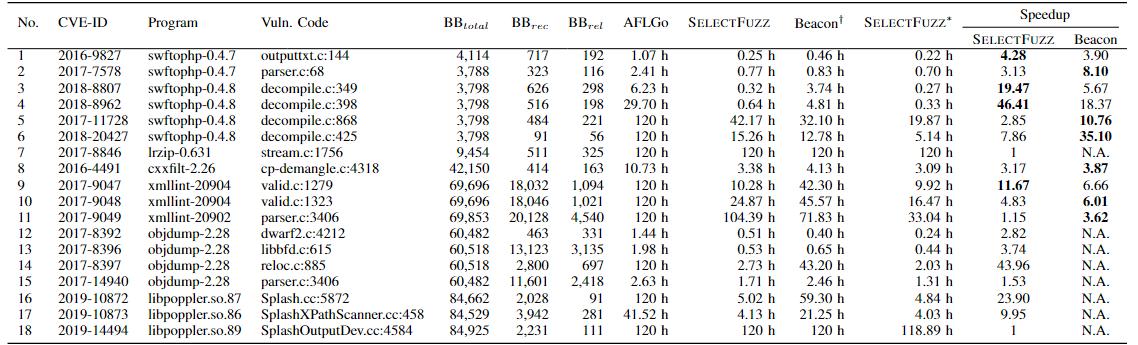 No. CVE-ID Program Vuln. Code BBtotal BBrec BBrel AFLGo SELECTFUZZ Beacon† SELECTFUZZ* Speedup
SELECTFUZZ Beacon
1 2016-9827 swftophp-0.4.7 outputtxt.c:144 4,114 717 192 1.07 h 0.25 h 0.46 h 0.22 h 4.28 3.90
2 2017-7578 swftophp-0.4.7 parser.c:68 3,788 323 116 2.41 h 0.77 h 0.83 h 0.70 h 3.13 8.10
3 2018-8807 swftophp-0.4.8 decompile.c:349 3,798 626 298 6.23 h 0.32 h 3.74 h 0.27 h 19.47 5.67
4 2018-8962 swftophp-0.4.8 decompile.c:398 3,798 516 198 29.70 h 0.64 h 4.81 h 0.33 h 46.41 18.37
5 2017-11728 swftophp-0.4.8 decompile.c:868 3,798 484 221 120 h 42.17 h 32.10 h 19.87 h 2.85 10.76
6 2018-20427 swftophp-0.4.8 decompile.c:425 3,798 91 56 120 h 15.26 h 12.78 h 5.14 h 7.86 35.10
7 2017-8846 lrzip-0.631 stream.c:1756 9,454 511 325 120 h 120 h 120 h 120 h 1 N.A.
8 2016-4491 cxxfilt-2.26 cp-demangle.c:4318 42,150 414 163 10.73 h 3.38 h 4.13 h 3.09 h 3.17 3.87
9 2017-9047 xmllint-20904 valid.c:1279 69,696 18,032 1,094 120 h 10.28 h 42.30 h 9.92 h 11.67 6.66
10 2017-9048 xmllint-20904 valid.c:1323 69,696 18,046 1,021 120 h 24.87 h 45.57 h 16.47 h 4.83 6.01
11 2017-9049 xmllint-20902 parser.c:3406 69,853 20,128 4,540 120 h 104.39 h 71.83 h 33.04 h 1.15 3.62
12 2017-8392 objdump-2.28 dwarf2.c:4212 60,482 463 331 1.44 h 0.51 h 0.40 h 0.24 h 2.82 N.A.
13 2017-8396 objdump-2.28 libbfd.c:615 60,518 13,123 3,135 1.98 h 0.53 h 0.65 h 0.44 h 3.74 N.A.
14 2017-8397 objdump-2.28 reloc.c:885 60,518 2,800 697 120 h 2.73 h 43.20 h 2.03 h 43.96 N.A.
15 2017-14940 objdump-2.28 parser.c:3406 60,482 11,601 2,418 2.63 h 1.71 h 2.46 h 1.31 h 1.53 N.A.
16 2019-10872 libpoppler.so.87 Splash.cc:5872 84,662 2,028 91 120 h 5.02 h 59.30 h 4.84 h 23.90 N.A.
17 2019-10873 libpoppler.so.86 SplashXPathScanner.cc:458 84,529 3,942 281 41.52 h 4.13 h 21.25 h 4.03 h 9.95 N.A.
18 2019-14494 libpoppler.so.89 SplashOutputDev.cc:4584 84,925 2,231 111 120 h 120 h 120 h 118.89 h 1 N.A.